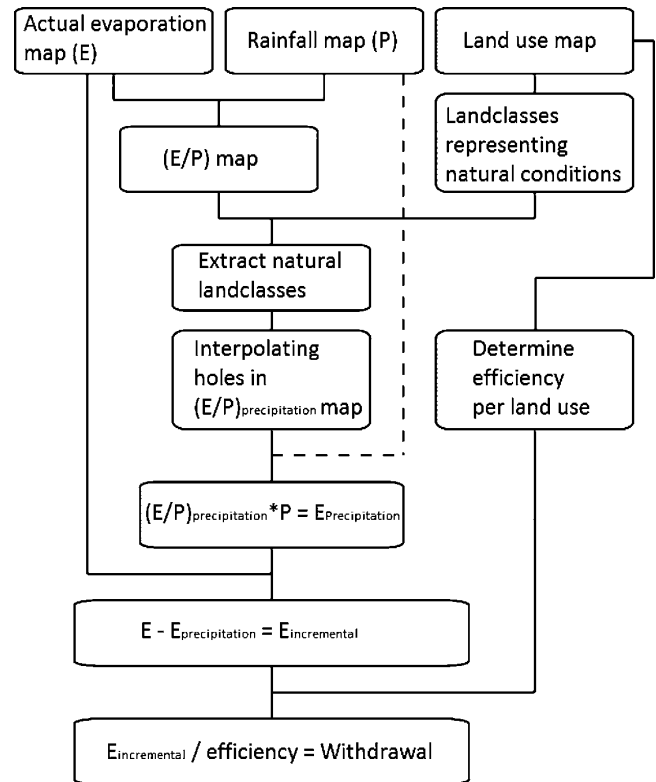 Actual evaporation
map (E)
Rainfall map (P)
Land use map
(E/P) map
Landclasses
representing
natural conditions
Extract natural
landclasses
Interpolating
holes in
(E/P)precipitation map
Determine
efficiency
per land use
(E/P)precipitation*P = EPrecipitation
E - Eprecipitation = Eincremental
Eincremental / efficiency = Withdrawal